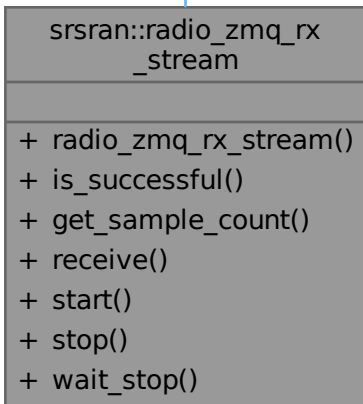 srsran::radio_zmq_rx
_stream
+ radio_zmq_rx_stream()
+ is_successful()
+ get_sample_count()
+ receive()
+ start()
+ stop()
+ wait_stop()